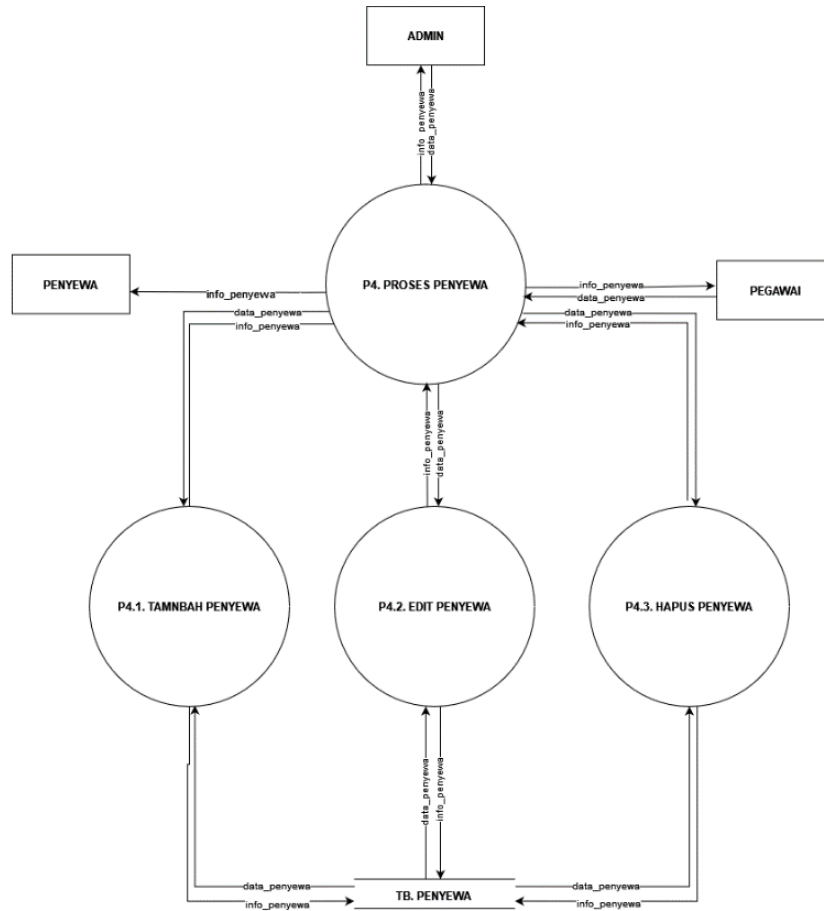 ADMIN
info_penyewa
data_penyewa
P4. PROSES PENYEWA
PENYEWA
info_penyewa
info_penyewa
data_penyewa
PEGAWAI
data_penyewa
info_penyewa
data_penyewa
info_penyewa
info_penyewa
data_penyewa
P4.1. TAMNBAH PENYEWA
P4.2. EDIT PENYEWA
P4.3. HAPUS PENYEWA
data_penyewa
info_penyewa
data_penyewa
info_penyewa
TB. PENYEWA
data_penyewa
info_penyewa